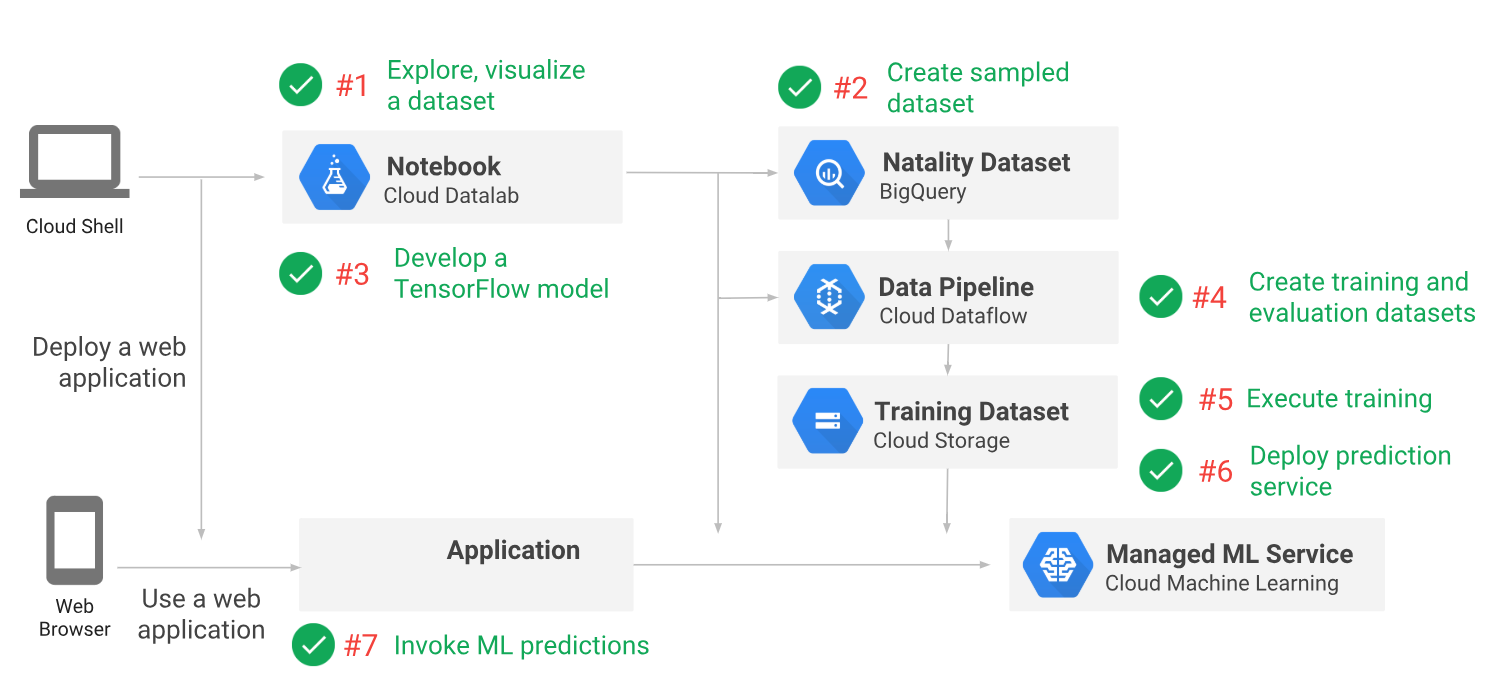 #1
Explore, visualize
a dataset
#2
Create sampled
dataset
Cloud Shell
Notebook
Cloud Datalab
Natality Dataset
BigQuery
#3
Develop a
TensorFlow model
Data Pipeline
Cloud Dataflow
#4
Create training and
evaluation datasets
Deploy a web
application
Training Dataset
Cloud Storage
#5
Execute training
#6
Deploy prediction
service
Web
Browser
Use a web
application
Application
Managed ML Service
Cloud Machine Learning
#7
Invoke ML predictions